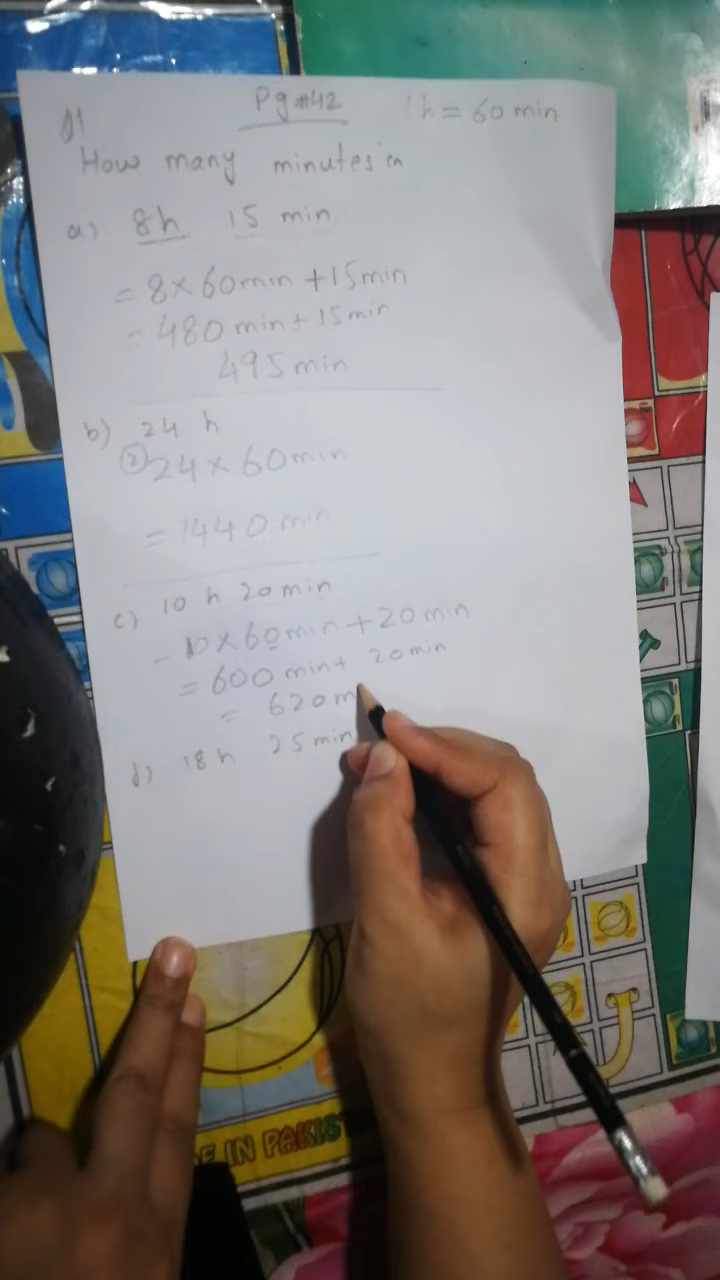 Pg#42
1h = 60 min
How many minutes in
a) 8h 15 min
= 8×60min +15min
= 480 min + 15 min
495 min
b) 24 h
24 × 60min
= 1440 min
c) 10 h 20 min
- 10×60min + 20 min
= 600 min + 20 min
= 620 m
d) 18 h 25 min
E IN PAKIS